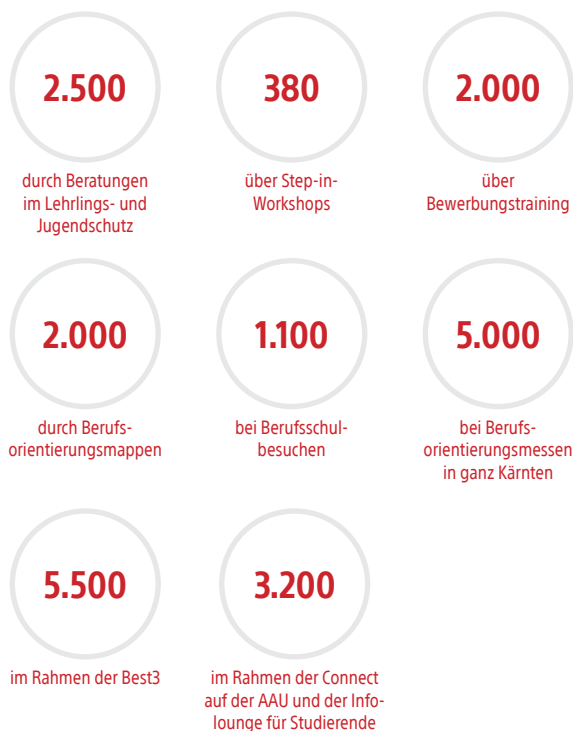 2.500
durch Beratungen
im Lehrlings- und
Jugendschutz
380
über Step-in-
Workshops
2.000
über
Bewerbungstraining
2.000
durch Berufs-
orientierungsmappen
1.100
bei Berufsschul-
besuchen
5.000
bei Berufs-
orientierungsmessen
in ganz Kärnten
5.500
im Rahmen der Best3
3.200
im Rahmen der Connect
auf der AAU und der Info-
lounge für Studierende